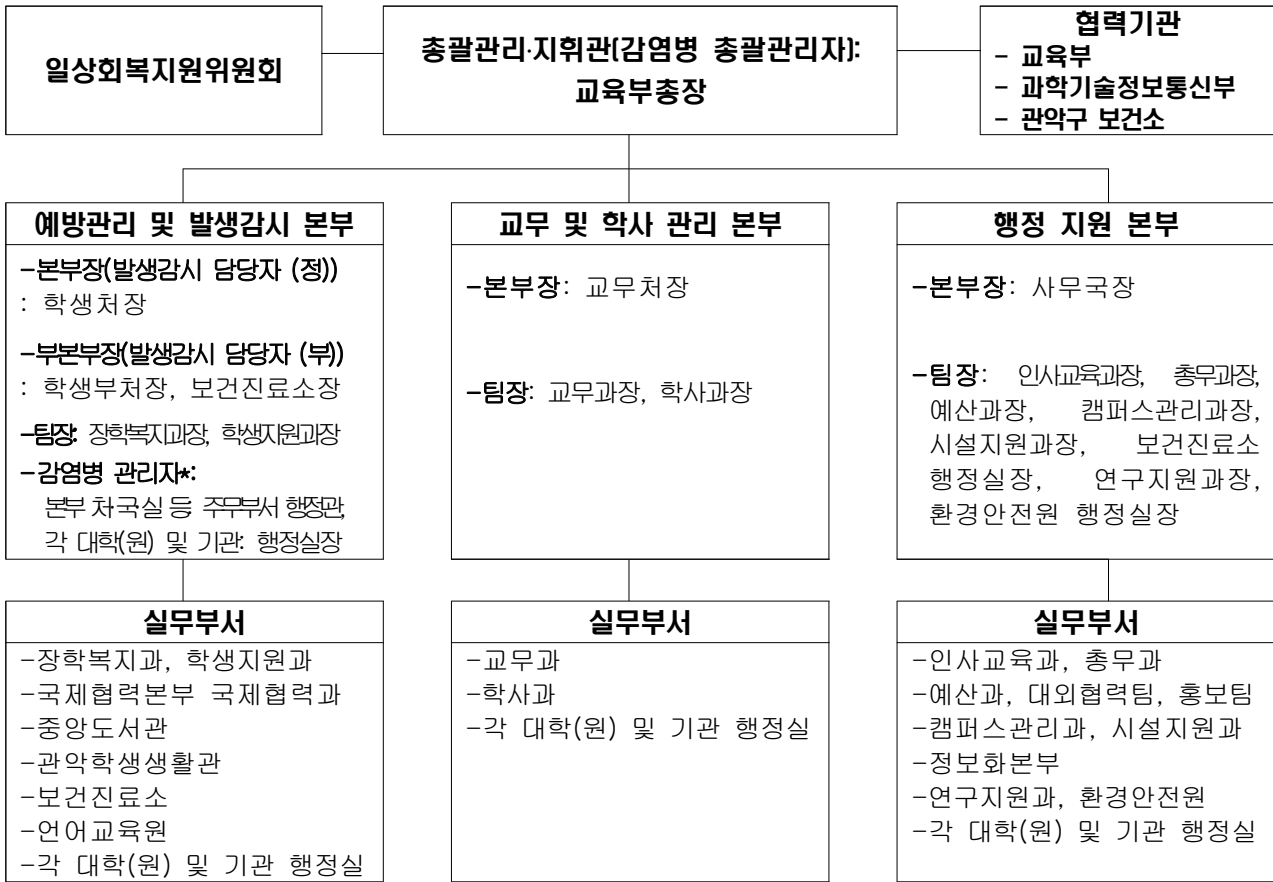 일상회복지원위원회
총괄관리·지휘관(감염병 총괄관리자):
교육부총장
협력기관
- 교육부
- 과학기술정보통신부
- 관악구 보건소
예방관리 및 발생감시 본부
-본부장(발생감시 담당자 (정))
: 학생처장
-부본부장(발생감시 담당자 (부))
: 학생부처장, 보건진료소장
-팀장: 장학복지과장, 학생지원과장
-감염병 관리자*:
본부 처·국실 등: 주무부서 행정관,
각 대학(원) 및 기관: 행정실장
교무 및 학사 관리 본부
-본부장: 교무처장
-팀장: 교무과장, 학사과장
행정 지원 본부
-본부장: 사무국장
-팀장: 인사교육과장, 총무과장,
예산과장, 캠퍼스관리과장,
시설지원과장, 보건진료소
행정실장, 연구지원과장,
환경안전원 행정실장
실무부서
-장학복지과, 학생지원과
-국제협력본부 국제협력과
-중앙도서관
-관악학생생활관
-보건진료소
-언어교육원
-각 대학(원) 및 기관 행정실
실무부서
-교무과
-학사과
-각 대학(원) 및 기관 행정실
실무부서
-인사교육과, 총무과
-예산과, 대외협력팀, 홍보팀
-캠퍼스관리과, 시설지원과
-정보화본부
-연구지원과, 환경안전원
-각 대학(원) 및 기관 행정실